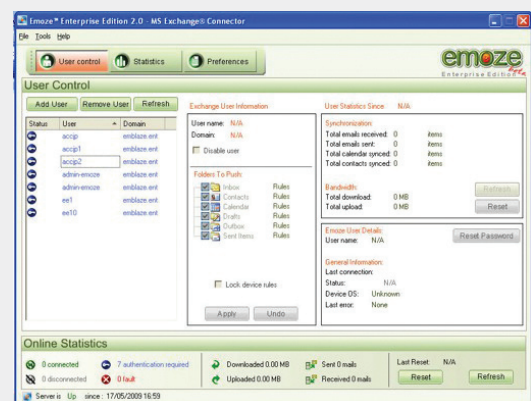 Emoze™ Enterprise Edition 2.0 - MS Exchange® Connector
File Tools Help
User control Statistics Preferences
emoze
Enterprise Edition beta
User Control
Add User Remove User Refresh
Status User Domain
accjp emblaze.ent
accjp1 emblaze.ent
accjp2 emblaze.ent
admin-emoze emblaze.ent
admin-emoze emblaze.ent
ee1 emblaze.ent
ee10 emblaze.ent
Exchange User Information
User name: N/A
Domain: N/A
Disable user
Folders To Push:
Inbox Rules
Contacts Rules
Calendar Rules
Drafts Rules
Outbox Rules
Sent Items Rules
Lock device rules
Apply Undo
User Statistics Since: N/A
Synchronization:
Total emails received: 0 items
Total emails sent: 0 items
Total calendar synced: 0 items
Total contacts synced: 0 items
Bandwidth:
Total download: 0 MB
Total upload: 0 MB
Refresh
Reset
Emoze User Details:
User name: N/A
Reset Password
General Information:
Last connection:
Status: N/A
Device OS: Unknown
Last error: None
Online Statistics
0 connected 7 authentication required Downloaded 0.00 MB Sent 0 mails Last Reset: N/A
0 disconnected 0 fault Uploaded 0.00 MB Received 0 mails Reset Refresh
Server is Up since : 17/05/2009 16:59